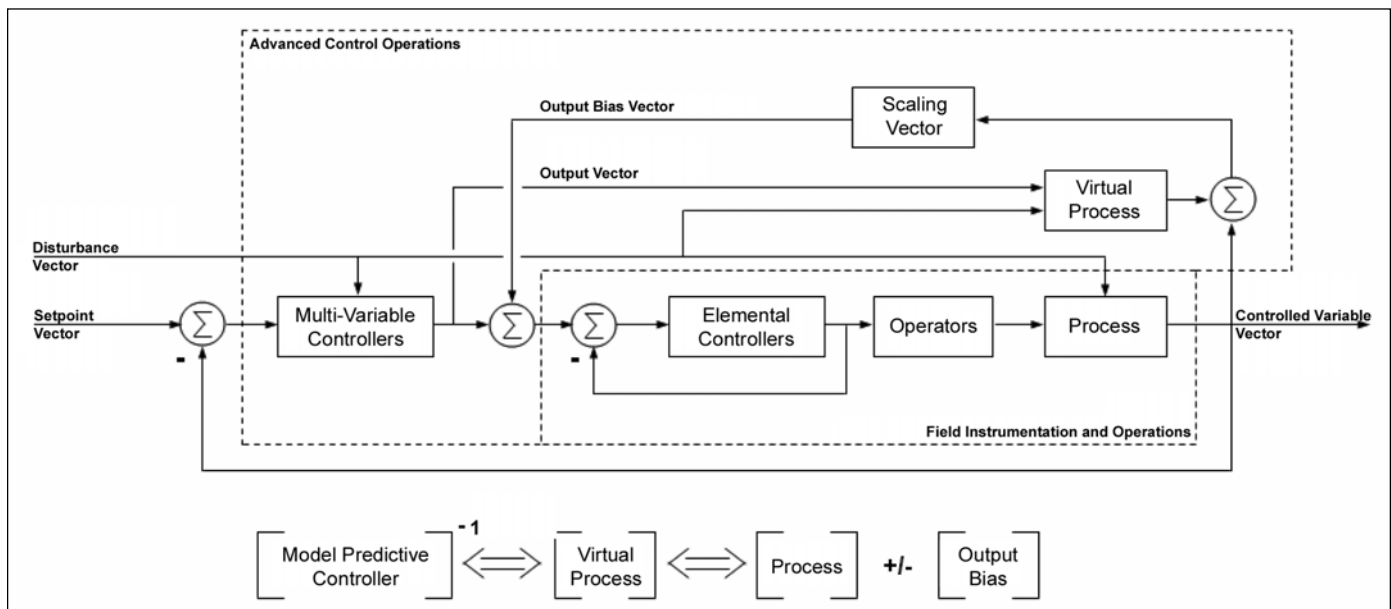 Advanced Control Operations
Output Bias Vector
Scaling
Vector
Output Vector
Virtual
Process
Σ
Disturbance
Vector
Setpoint
Vector
Σ
-
Multi-Variable
Controllers
Σ
Σ
-
Elemental
Controllers
Operators
Process
Controlled Variable
Vector
Field Instrumentation and Operations
Model Predictive
Controller
- 1
Virtual
Process
Process
+/-
Output
Bias